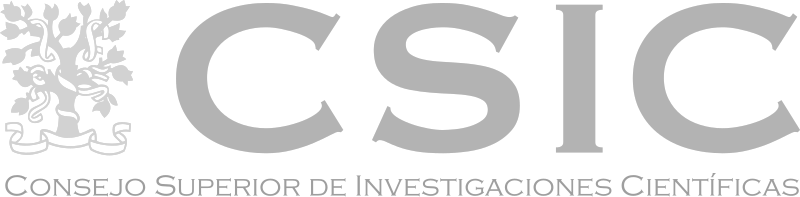 CSIC
Consejo Superior de Investigaciones Científicas